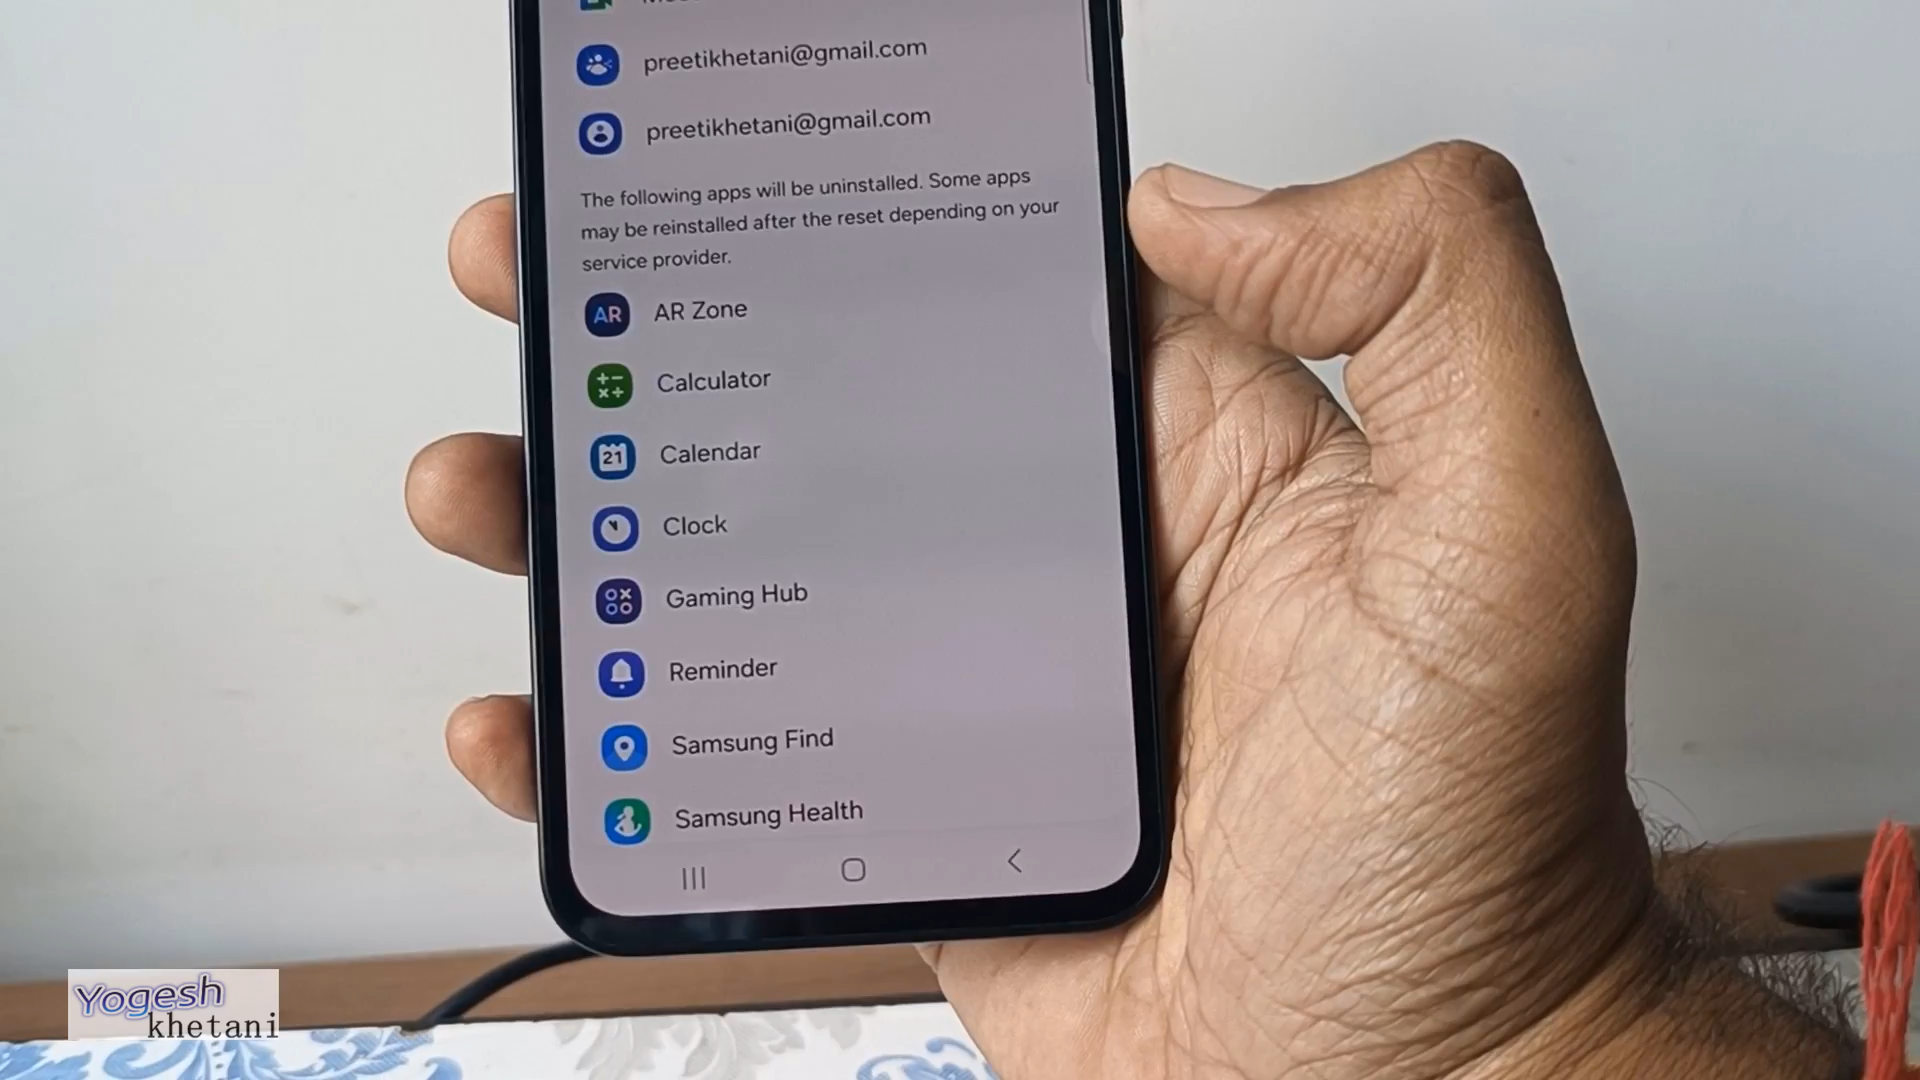 preetikhetani@gmail.com
preetikhetani@gmail.com
The following apps will be uninstalled. Some apps
may be reinstalled after the reset depending on your
service provider.
AR AR Zone
Calculator
21 Calendar
Clock
Gaming Hub
Reminder
Samsung Find
Samsung Health
Yogesh
khetani